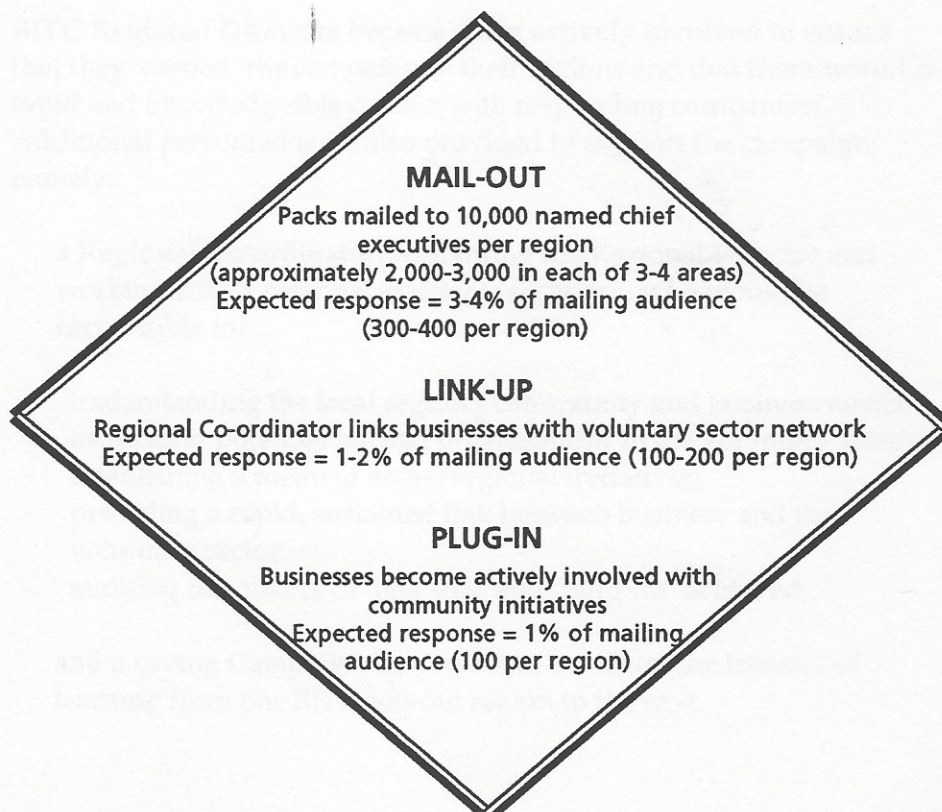 MAIL-OUT
Packs mailed to 10,000 named chief
executives per region
(approximately 2,000-3,000 in each of 3-4 areas)
Expected response = 3-4% of mailing audience
(300-400 per region)
LINK-UP
Regional Co-ordinator links businesses with voluntary sector network
Expected response = 1-2% of mailing audience (100-200 per region)
PLUG-IN
Businesses become actively involved with
community initiatives
Expected response = 1% of mailing
audience (100 per region)